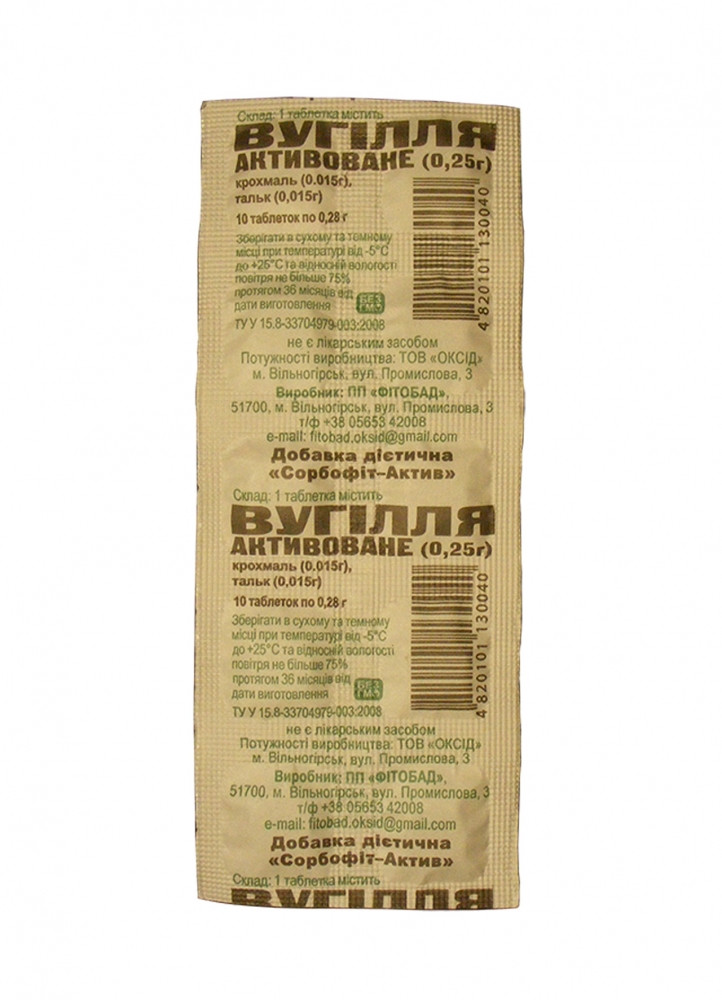 Склад: 1 таблетка містить
ВУГІЛЛЯ
АКТИВОВАНЕ (0,25г)
крохмаль (0.015г),
тальк (0,015г)
10 таблеток по 0,28 г
Зберігати в сухому та темному
місці при температурі від -5°С
до +25°С та відносній вологості
повітря не більше 75%
протягом 36 місяців від
дати виготовлення
БЕЗ
ГМО
ТУ У 15.8-33704979-003:2008
4 820101 130040
не є лікарським засобом
Потужності виробництва: ТОВ «ОКСІД»
м. Вільногірськ, вул. Промислова, 3
Виробник: ПП «ФІТОБАД»,
51700, м. Вільногірськ, вул. Промислова, 3
т/ф +38 05653 42008
e-mail: fitobad.oksid@gmail.com
Добавка дієтична
«Сорбофіт-Актив»
Склад: 1 таблетка містить
ВУГІЛЛЯ
АКТИВОВАНЕ (0,25г)
крохмаль (0.015г),
тальк (0,015г)
10 таблеток по 0,28 г
Зберігати в сухому та темному
місці при температурі від -5°С
до +25°С та відносній вологості
повітря не більше 75%
протягом 36 місяців від
дати виготовлення
БЕЗ
ГМО
ТУ У 15.8-33704979-003:2008
4 820101 130040
не є лікарським засобом
Потужності виробництва: ТОВ «ОКСІД»
м. Вільногірськ, вул. Промислова, 3
Виробник: ПП «ФІТОБАД»,
51700, м. Вільногірськ, вул. Промислова, 3
т/ф +38 05653 42008
e-mail: fitobad.oksid@gmail.com
Добавка дієтична
«Сорбофіт-Актив»
Склад: 1 таблетка містить
ВУГІЛЛЯ